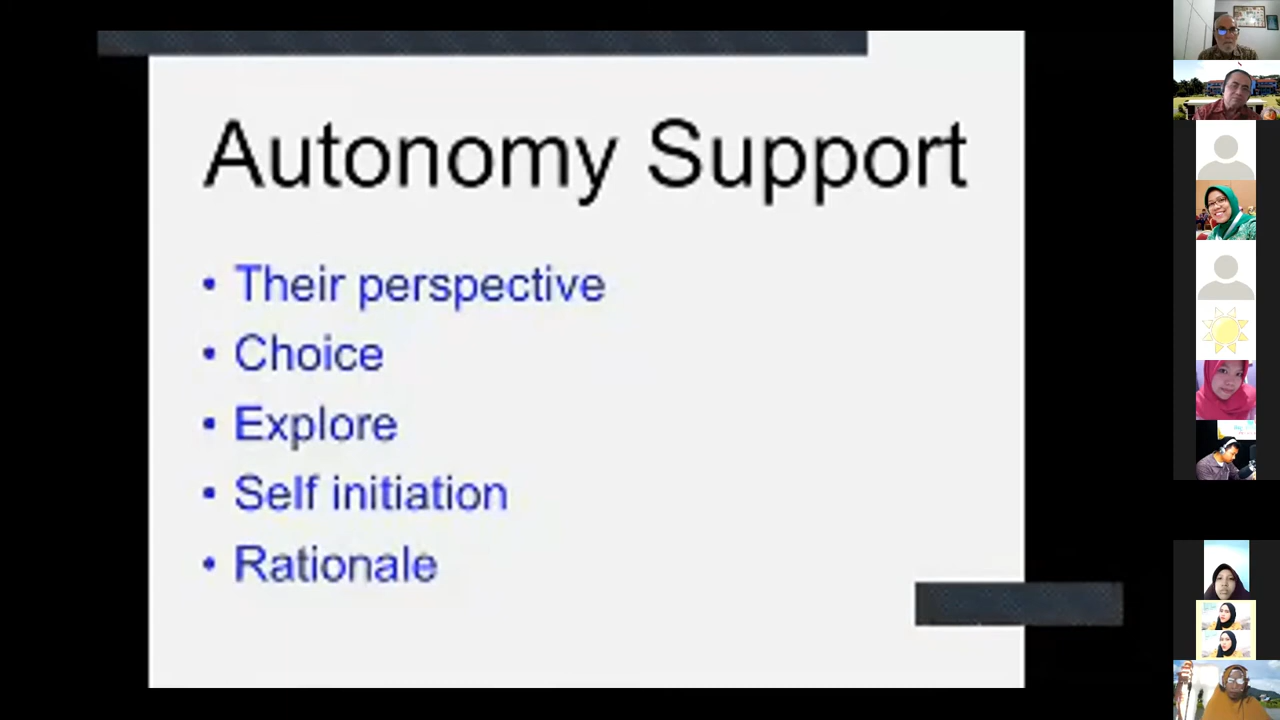 Autonomy Support
• Their perspective
• Choice
• Explore
• Self initiation
• Rationale